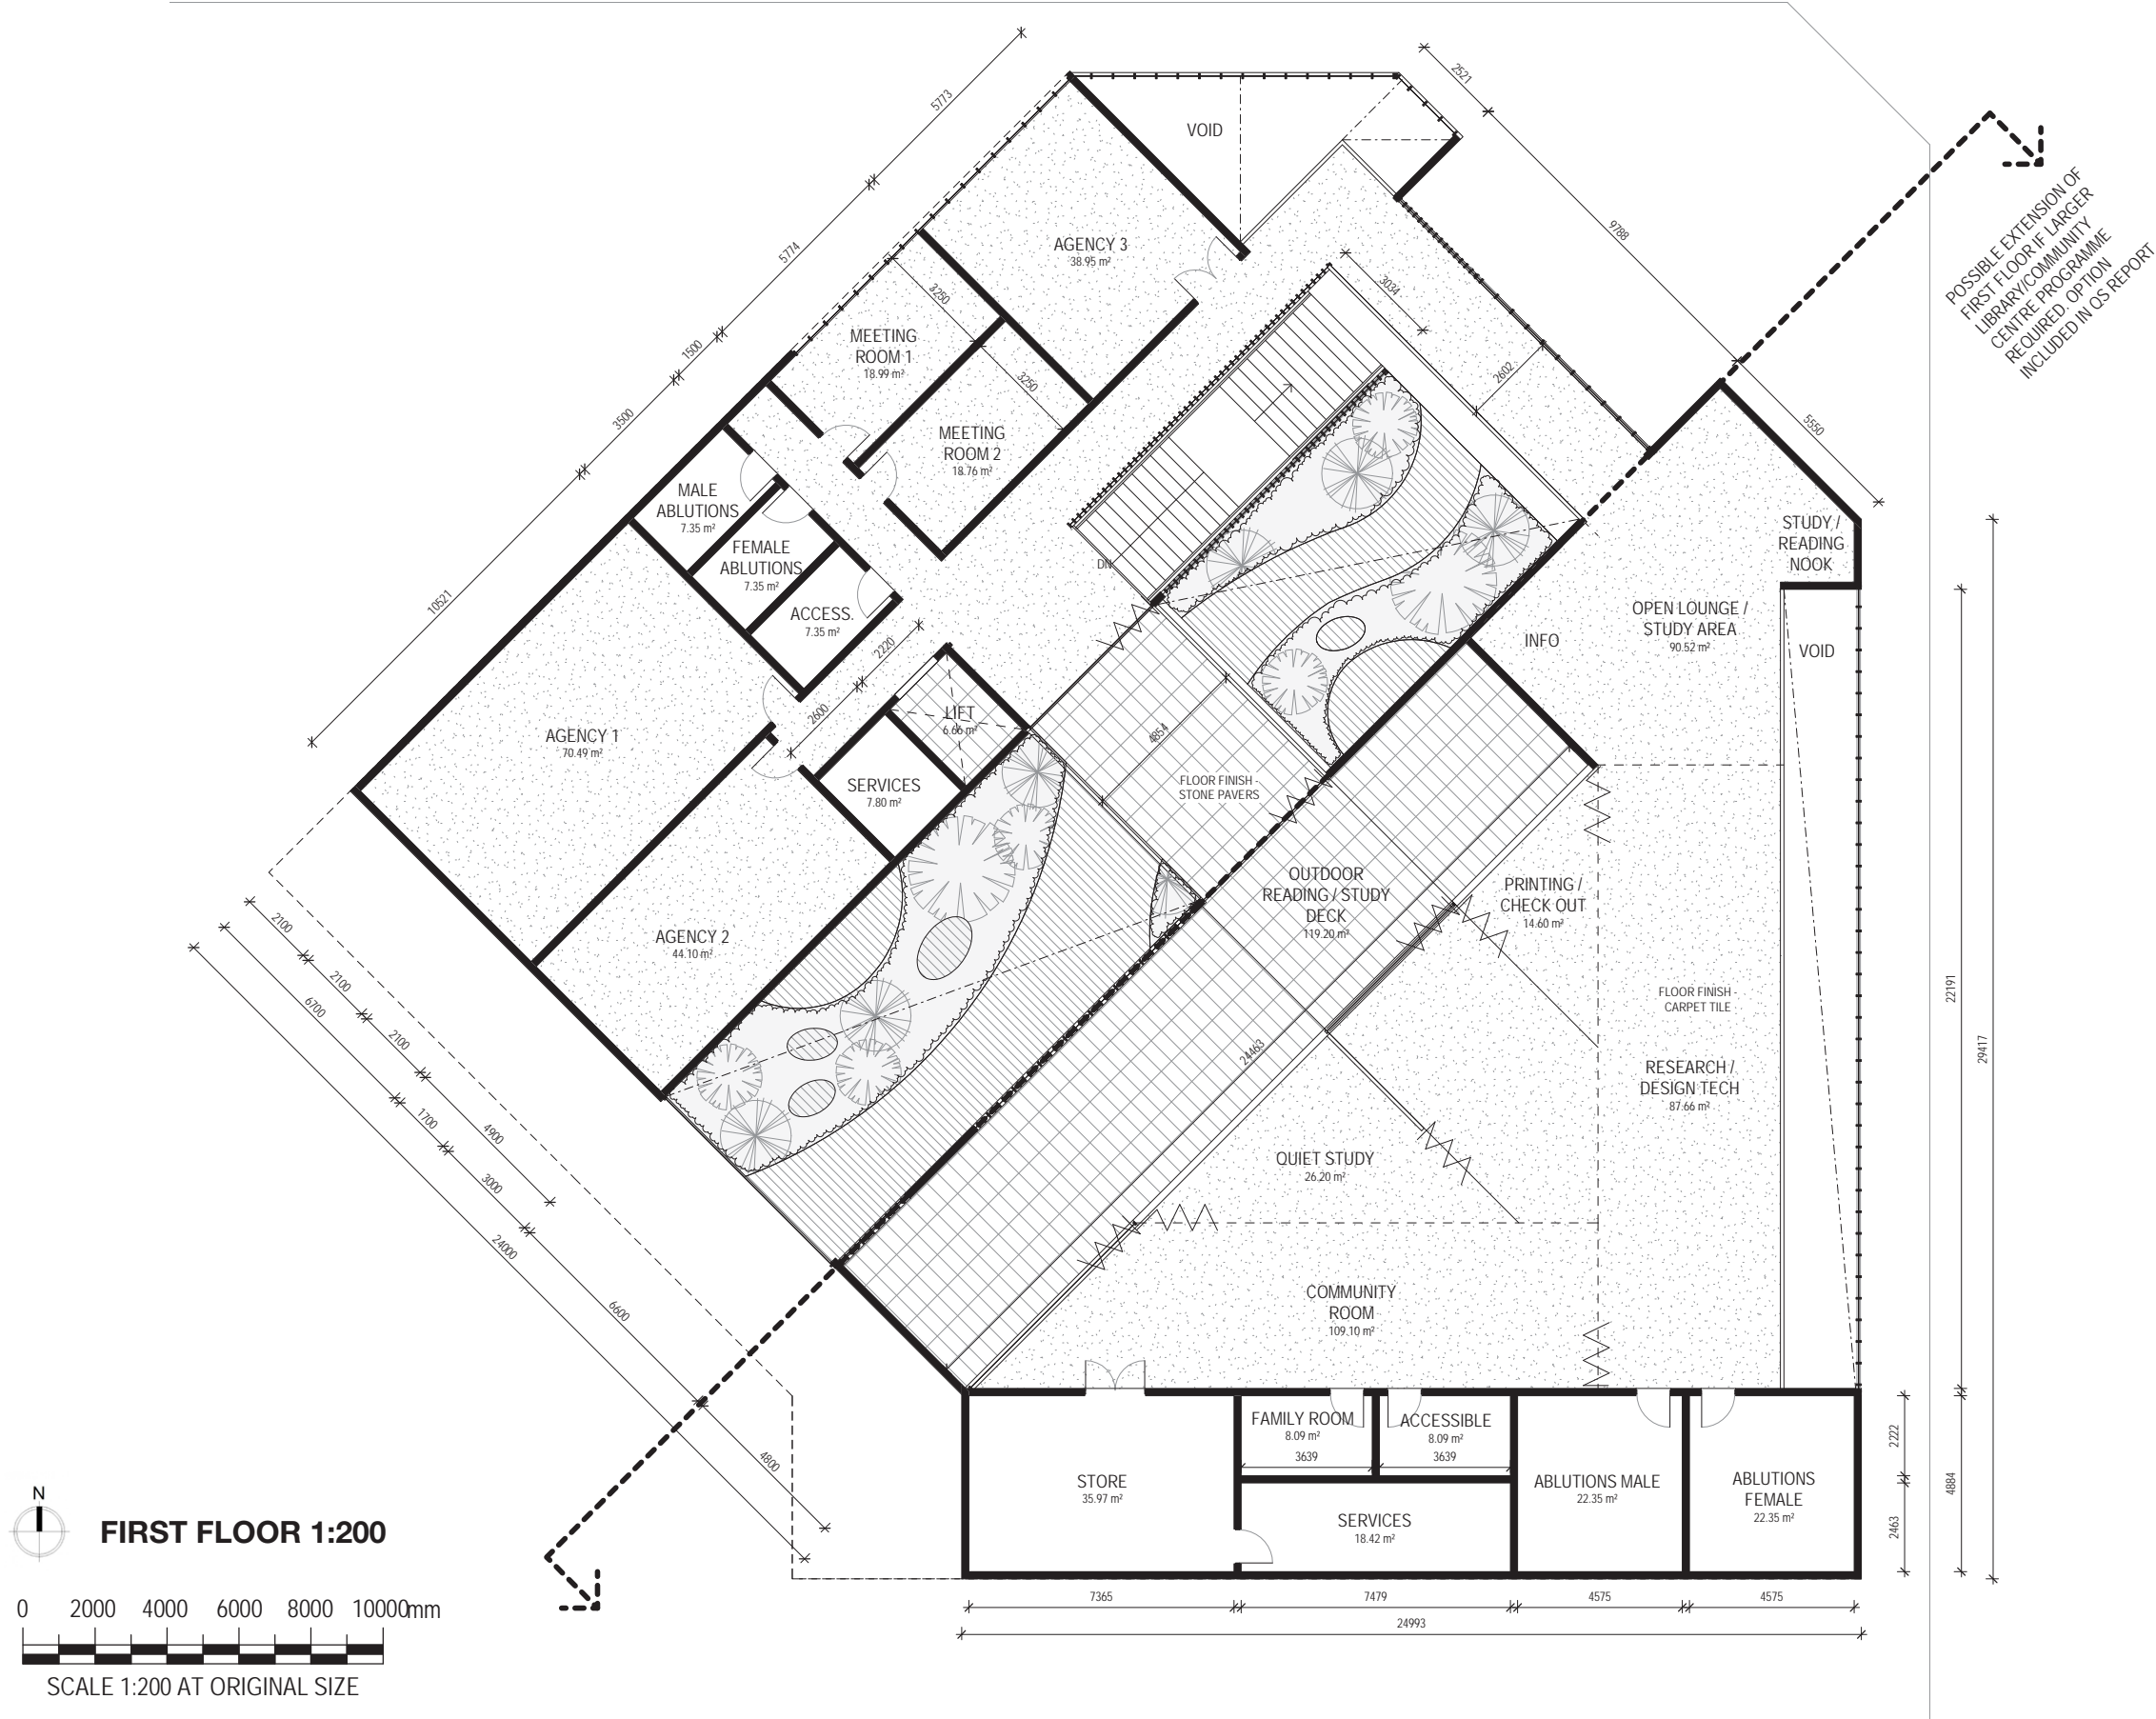 VOID
2521
5773
5774
1500
3500
10521
9788
5550
POSSIBLE EXTENSION OF
FIRST FLOOR IF LARGER
LIBRARY/COMMUNITY
CENTRE PROGRAMME
REQUIRED. OPTION
INCLUDED IN QS REPORT
AGENCY 3
38.95 m²
3250
MEETING
ROOM 1
18.99 m²
3250
MEETING
ROOM 2
18.76 m²
3034
2602
MALE
ABLUTIONS
7.35 m²
FEMALE
ABLUTIONS
7.35 m²
ACCESS.
7.35 m²
DN
STUDY /
READING
NOOK
OPEN LOUNGE /
STUDY AREA
90.52 m²
INFO
VOID
2220
2600
LIFT
6.66 m²
AGENCY 1
70.49 m²
SERVICES
7.80 m²
4854
FLOOR FINISH -
STONE PAVERS
OUTDOOR
READING / STUDY
DECK
119.20 m²
PRINTING /
CHECK OUT
14.60 m²
AGENCY 2
44.10 m²
FLOOR FINISH -
CARPET TILE
RESEARCH /
DESIGN TECH
87.66 m²
24463
QUIET STUDY
26.20 m²
COMMUNITY
ROOM
109.10 m²
22191
29417
2100
2100
2100
4900
6700
1700
3000
6600
4800
24000
STORE
35.97 m²
FAMILY ROOM
8.09 m²
3639
ACCESSIBLE
8.09 m²
3639
SERVICES
18.42 m²
ABLUTIONS MALE
22.35 m²
ABLUTIONS
FEMALE
22.35 m²
2222
2463
4884
7365
7479
4575
4575
24993
N
FIRST FLOOR 1:200
0 2000 4000 6000 8000 10000mm
SCALE 1:200 AT ORIGINAL SIZE